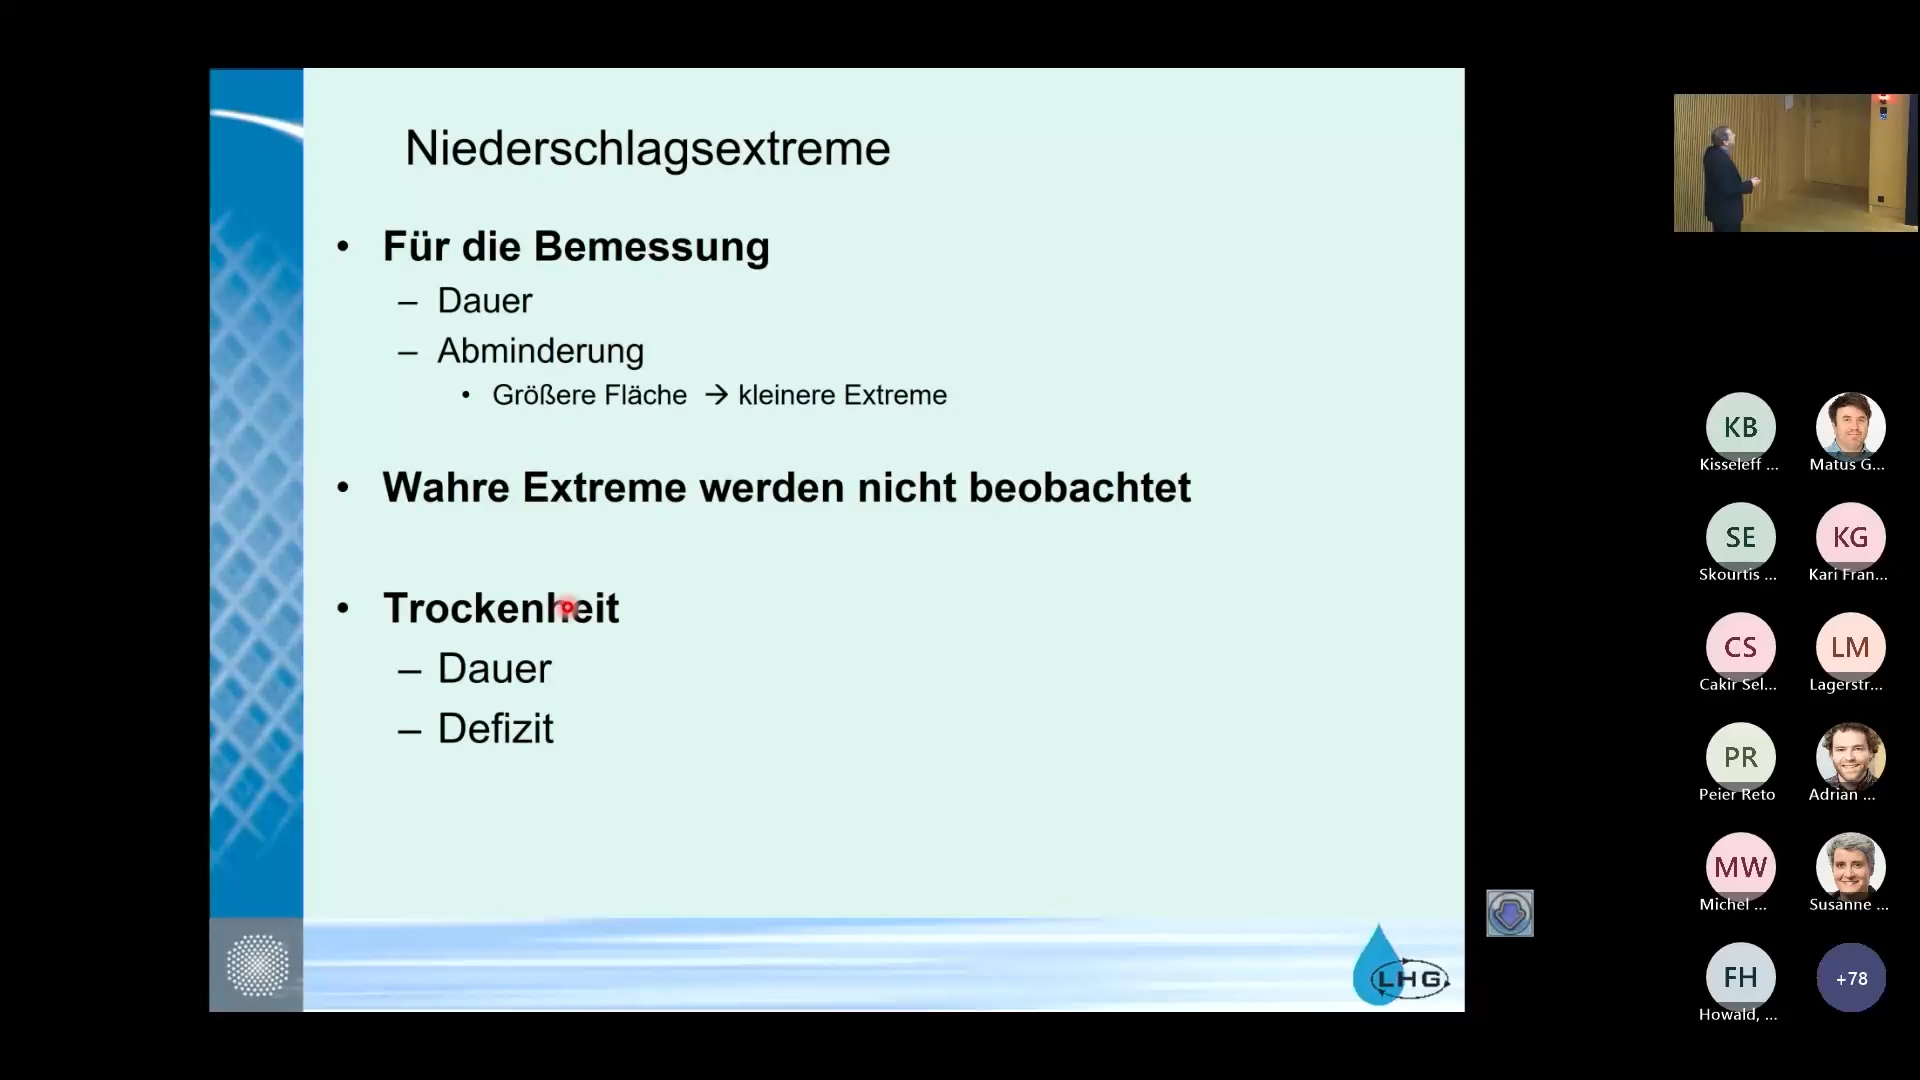 Niederschlagsextreme
• Für die Bemessung
– Dauer
– Abminderung
• Größere Fläche → kleinere Extreme
• Wahre Extreme werden nicht beobachtet
• Trockenheit
– Dauer
– Defizit
LHG
KB
Kisseleff ...
Matus G...
SE
Skourtis ...
KG
Kari Fran...
CS
Cakir Sel...
LM
Lagerstr...
PR
Peier Reto
Adrian ...
MW
Michel ...
Susanne ...
FH
Howald, ...
+78